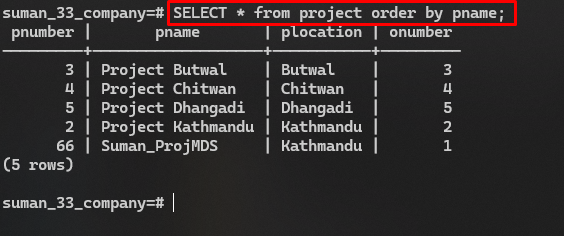 suman_33_company=# SELECT * from project order by pname;
 pnumber |       pname       | plocation | onumber
---------+-------------------+-----------+---------
       3 | Project Butwal    | Butwal    |       3
       4 | Project Chitwan   | Chitwan   |       4
       5 | Project Dhangadi  | Dhangadi  |       5
       2 | Project Kathmandu | Kathmandu |       2
      66 | Suman_ProjMDS     | Kathmandu |       1
(5 rows)
suman_33_company=#